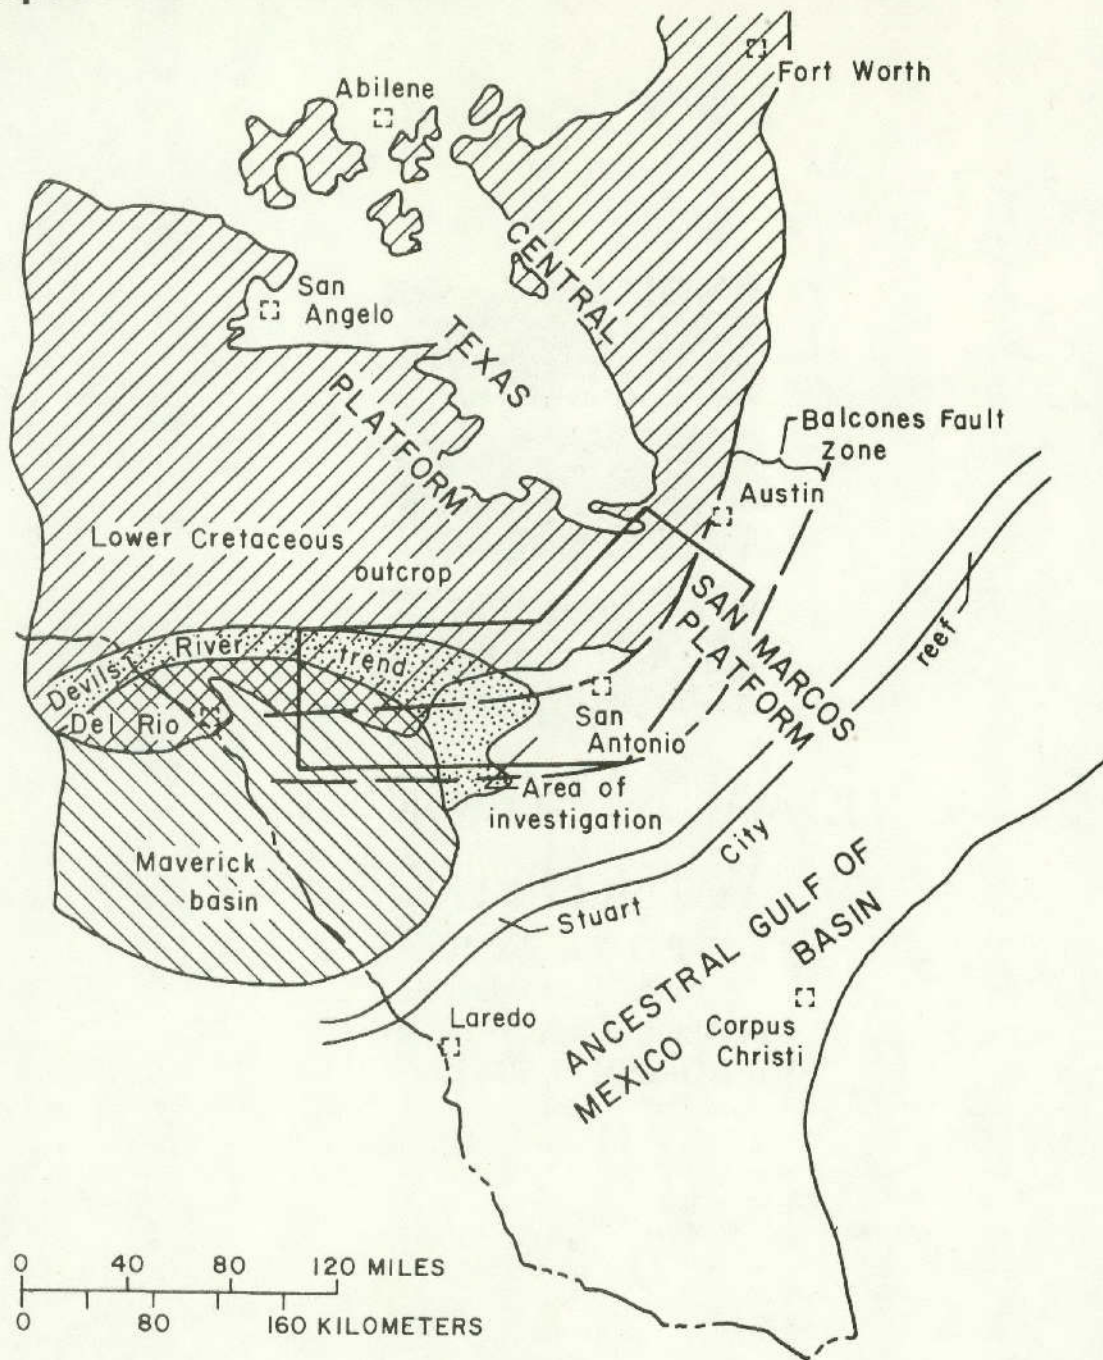 Fort Worth
Abilene
CENTRAL
San
Angelo
TEXAS
PLATFORM
Balcones Fault
Zone
Austin
Lower Cretaceous
outcrop
SAN MARCOS
PLATFORM
reef
Devils River trend
Del Rio
San
Antonio
Area of
investigation
Maverick
basin
City
Stuart
ANCESTRAL GULF OF
MEXICO BASIN
Laredo
Corpus
Christi
0 40 80 120 MILES
0 80 160 KILOMETERS